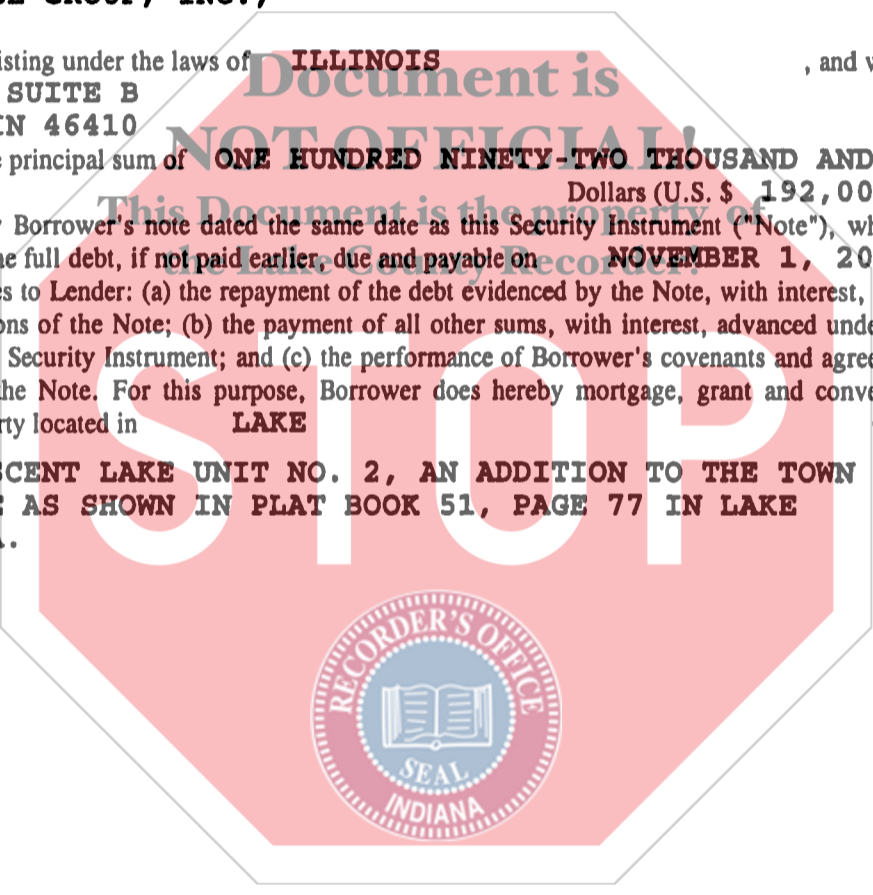 GROUP, INC.,
isting under the laws of ILLINOIS , and w
SUITE B
IN 46410
e principal sum of ONE HUNDRED NINETY-TWO THOUSAND AND
Dollars (U.S. $ 192,00
Borrower's note dated the same date as this Security Instrument ("Note"), wh
e full debt, if not paid earlier, due and payable on NOVEMBER 1, 20
es to Lender: (a) the repayment of the debt evidenced by the Note, with interest,
ons of the Note; (b) the payment of all other sums, with interest, advanced unde
Security Instrument; and (c) the performance of Borrower's covenants and agree
the Note. For this purpose, Borrower does hereby mortgage, grant and conve
rty located in LAKE
SCENT LAKE UNIT NO. 2, AN ADDITION TO THE TOWN
AS SHOWN IN PLAT BOOK 51, PAGE 77 IN LAKE
Document is
NOT OFFICIAL!
This Document is the property of
the Lake County Recorder!
STOP
RECORDER'S OFFICE
SEAL
INDIANA